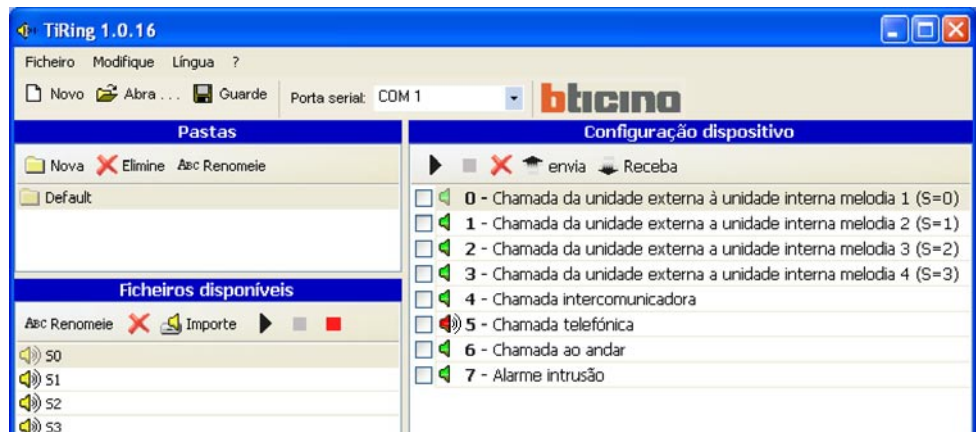 TiRing 1.0.16
Ficheiro Modifique Língua ?
Novo Abra ... Guarde Porta serial: COM 1 bticino
Pastas
Nova Elimine ABC Renomeie
Default
Ficheiros disponíveis
ABC Renomeie Importe
S0
S1
S2
S3
Configuração dispositivo
envia Receba
0 - Chamada da unidade externa à unidade interna melodia 1 (S=0)
1 - Chamada da unidade externa a unidade interna melodia 2 (S=1)
2 - Chamada da unidade externa a unidade interna melodia 3 (S=2)
3 - Chamada da unidade externa a unidade interna melodia 4 (S=3)
4 - Chamada intercomunicadora
5 - Chamada telefónica
6 - Chamada ao andar
7 - Alarme intrusão